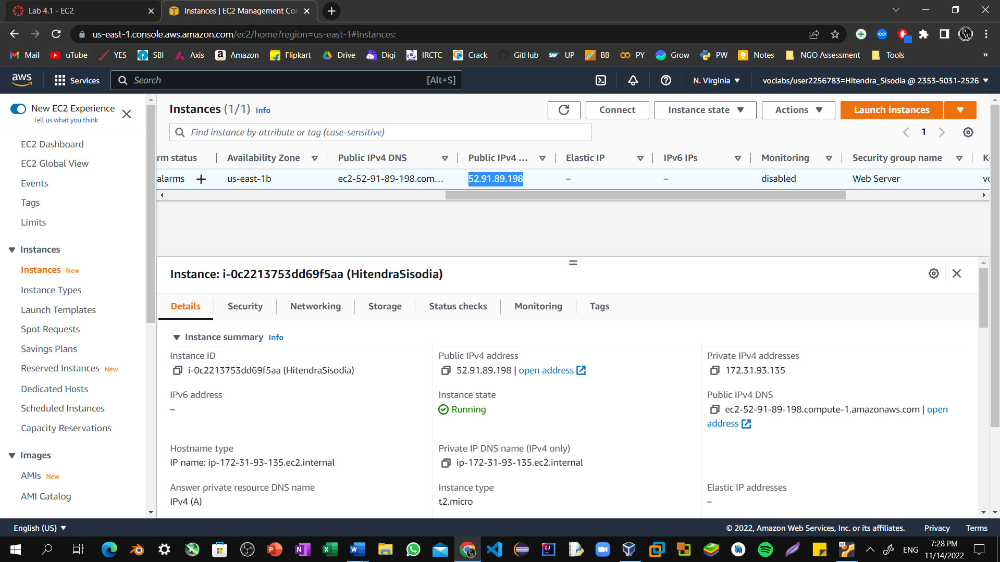 Lab 4.1 - EC2
Instances | EC2 Management Con
us-east-1.console.aws.amazon.com/ec2/home?region=us-east-1#Instances:
Mail uTube YES SBI Axis Amazon Flipkart Drive Digi IRCTC Crack GitHub UP BB PY Grow PW Notes NGO Assessment Tools »
aws Services Search [Alt+S] N. Virginia voclabs/user2256783=Hitendra_Sisodia @ 2353-5031-2526
New EC2 Experience
Tell us what you think
EC2 Dashboard
EC2 Global View
Events
Tags
Limits
Instances
Instances New
Instance Types
Launch Templates
Spot Requests
Savings Plans
Reserved Instances New
Dedicated Hosts
Scheduled Instances
Capacity Reservations
Images
AMIs New
AMI Catalog
Instances (1/1) Info
Connect Instance state Actions Launch instances
Find instance by attribute or tag (case-sensitive)
1
rm status Availability Zone Public IPv4 DNS Public IPv4 ... Elastic IP IPv6 IPs Monitoring Security group name
alarms + us-east-1b ec2-52-91-89-198.com... 52.91.89.198 – – disabled Web Server
Instance: i-0c2213753dd69f5aa (HitendraSisodia)
Details Security Networking Storage Status checks Monitoring Tags
Instance summary Info
Instance ID
i-0c2213753dd69f5aa (HitendraSisodia)
Public IPv4 address
52.91.89.198 | open address
Private IPv4 addresses
172.31.93.135
IPv6 address
–
Instance state
Running
Public IPv4 DNS
ec2-52-91-89-198.compute-1.amazonaws.com | open
address
Hostname type
IP name: ip-172-31-93-135.ec2.internal
Private IP DNS name (IPv4 only)
ip-172-31-93-135.ec2.internal
Answer private resource DNS name
IPv4 (A)
Instance type
t2.micro
Elastic IP addresses
–
English (US)
© 2022, Amazon Web Services, Inc. or its affiliates. Privacy Terms
ENG
7:28 PM
11/14/2022